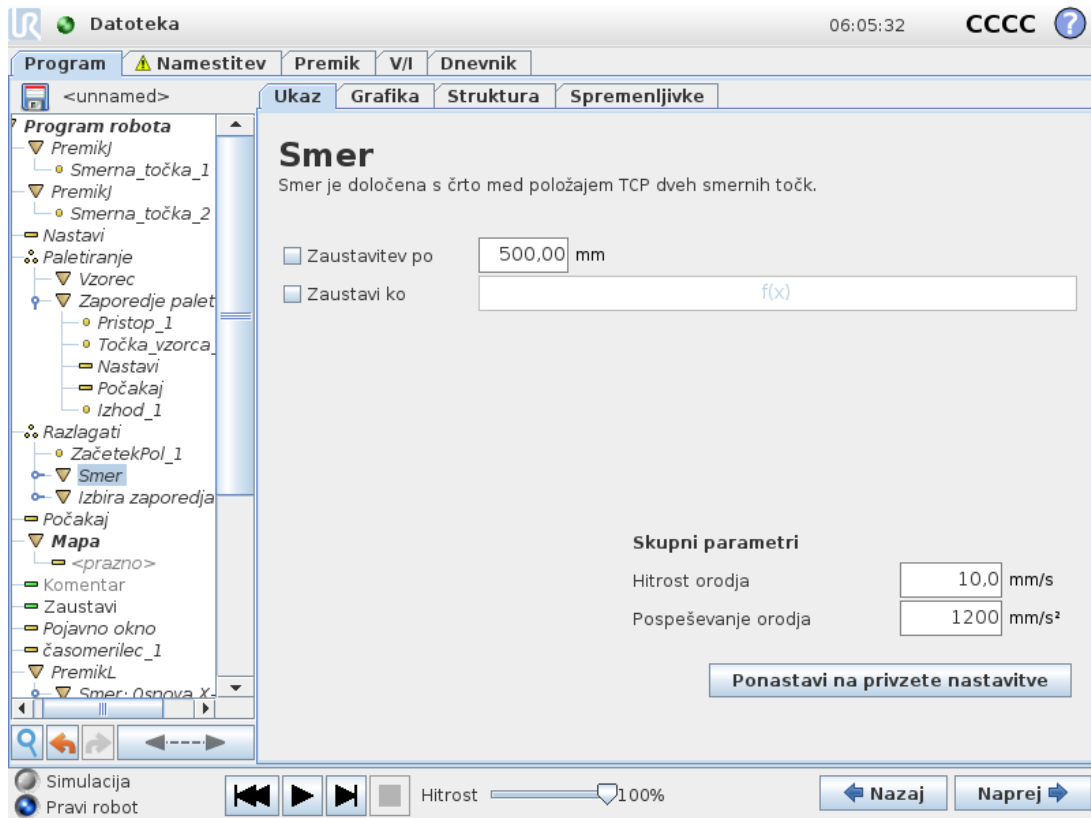 UR Datoteka 06:05:32 CCCC ?
Program Namestitev Premik V/I Dnevnik
<unnamed>
Ukaz Grafika Struktura Spremenljivke
Program robota
PremikJ
Smerna_točka_1
PremikJ
Smerna_točka_2
Nastavi
Paletiranje
Vzorec
Zaporedje palet
Pristop_1
Točka_vzorca_
Nastavi
Počakaj
Izhod_1
Razlagati
ZačetekPol_1
Smer
Izbira zaporedja
Počakaj
Mapa
<prazno>
Komentar
Zaustavi
Pojavno okno
časomerilec_1
PremikL
Smer: Osnova X-
Smer
Smer je določena s črto med položajem TCP dveh smernih točk.
Zaustavitev po 500,00 mm
Zaustavi ko f(x)
Skupni parametri
Hitrost orodja 10,0 mm/s
Pospeševanje orodja 1200 mm/s²
Ponastavi na privzete nastavitve
Simulacija
Pravi robot
Hitrost 100%
Nazaj
Naprej